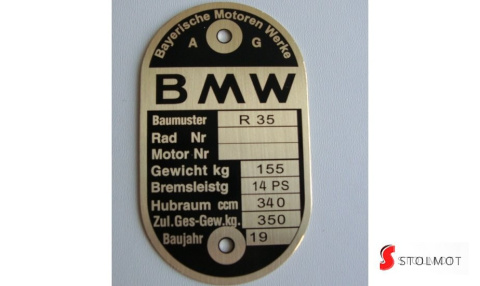 Bayerische Motoren Werke
A G
BMW
Baumuster R 35
Rad Nr
Motor Nr
Gewicht kg 155
Bremsleistg 14 PS
Hubraum ccm 340
Zul.Ges-Gew.kg. 350
Baujahr 19
S STOLMOT